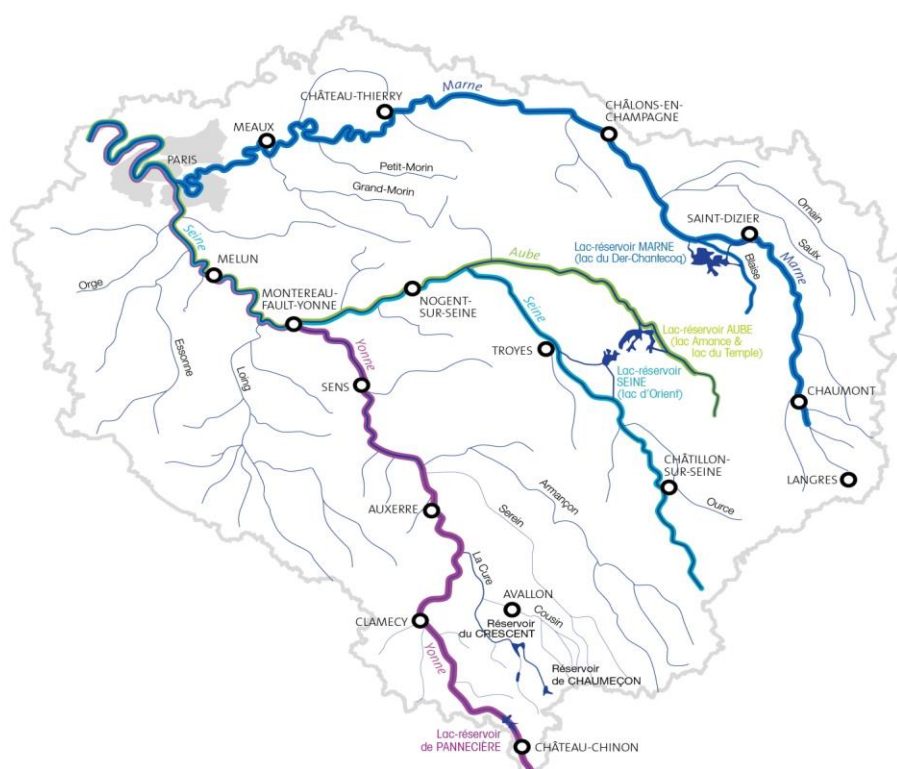 Marne
CHÂTEAU-THIERRY
CHÂLONS-EN-
CHAMPAGNE
MEAUX
PARIS
Petit-Morin
Grand-Morin
Ornain
SAINT-DIZIER
Saulx
Lac-réservoir MARNE
(lac du Der-Chantecoq)
Blaise
Marne
Seine
MELUN
Aube
Orge
MONTEREAU-
FAULT-YONNE
NOGENT-
SUR-SEINE
Seine
Lac-réservoir AUBE
(lac Amance &
lac du Temple)
TROYES
Essonne
Loing
Yonne
Lac-réservoir
SEINE
(lac d'Orient)
SENS
CHAUMONT
CHÂTILLON-
SUR-SEINE
LANGRES
Armançon
Ource
AUXERRE
Serein
La Cure
AVALLON
Cousin
CLAMECY
Réservoir
du CRESCENT
Yonne
Réservoir
de CHAUMEÇON
Lac-réservoir
de PANNECIÈRE
CHÂTEAU-CHINON